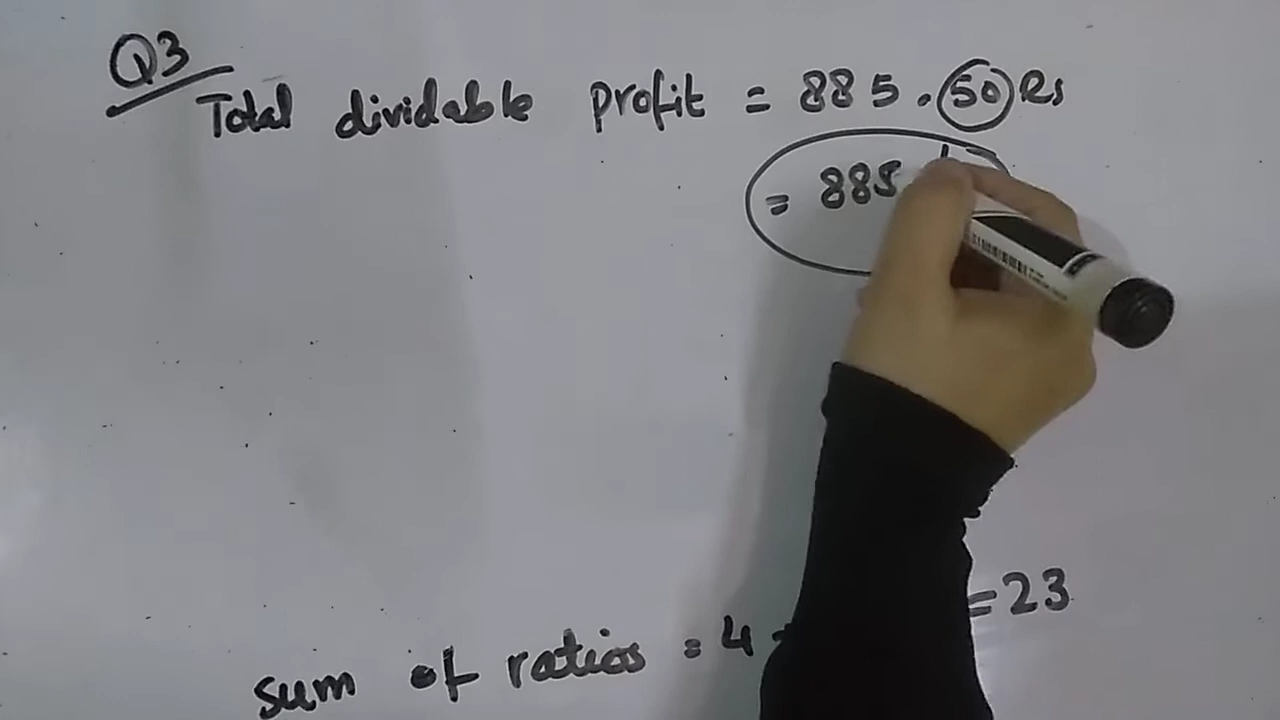 Q3
Total dividable profit = 885.50 Rs
= 885
sum of ratios = 4
=23